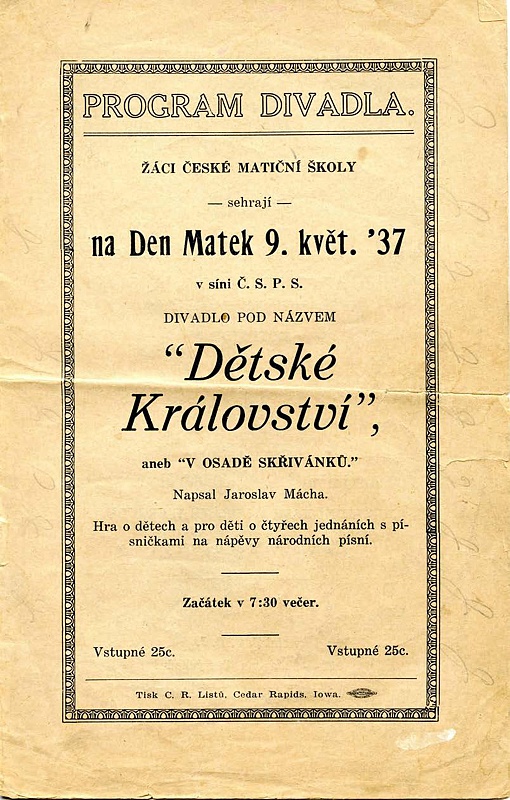 PROGRAM DIVADLA.
ŽÁCI ČESKÉ MATIČNÍ ŠKOLY
— sehrají —
na Den Matek 9. květ. ’37
v síni Č. S. P. S.
DIVADLO POD NÁZVEM
“Dětské
Království”,
aneb “V OSADĚ SKŘIVÁNKŮ.”
Napsal Jaroslav Mácha.
Hra o dětech a pro děti o čtyřech jednáních s pí-
sničkami na nápěvy národních písní.
Začátek v 7:30 večer.
Vstupné 25c. Vstupné 25c.
Tisk C. R. Listů, Cedar Rapids, Iowa.